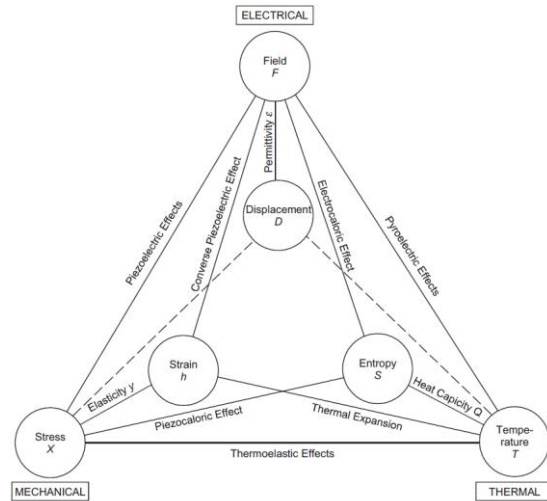 ELECTRICAL
Field
F
Permittivity ε
Piezoelectric Effects
Converse Piezoelectric Effect
Electrocaloric Effect
Pyroelectric Effects
Displacement
D
Strain
h
Entropy
S
Elasticity y
Heat Capicity Q
Piezocaloric Effect
Thermal Expansion
Stress
X
Tempe-
rature
T
Thermoelastic Effects
MECHANICAL
THERMAL